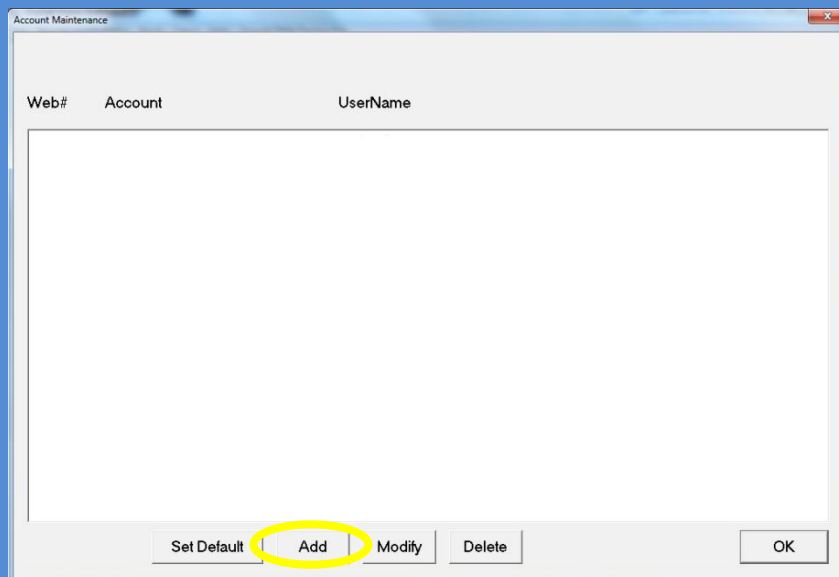 Account Maintenance
Web# Account UserName
Set Default Add Modify Delete OK